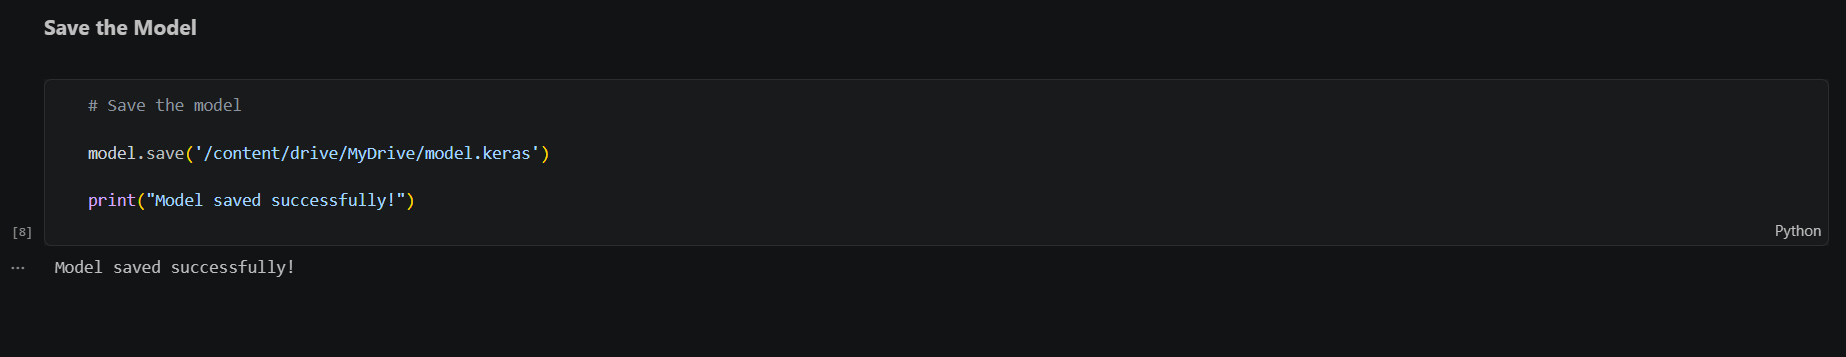 Save the Model
# Save the model
model.save('/content/drive/MyDrive/model.keras')
print("Model saved successfully!")
[8]
Python
... Model saved successfully!